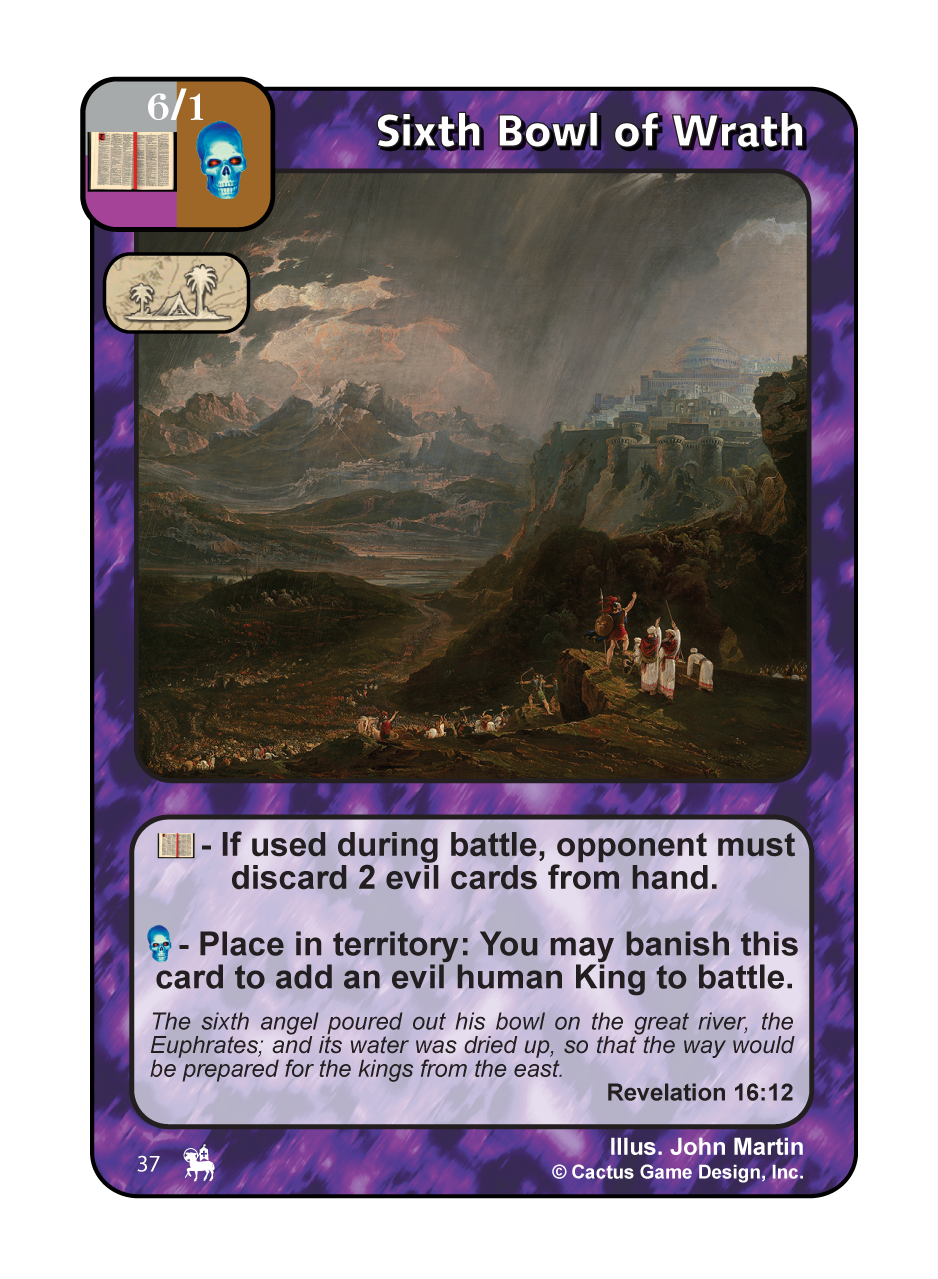 6/1
Sixth Bowl of Wrath
- If used during battle, opponent must
discard 2 evil cards from hand.
- Place in territory: You may banish this
card to add an evil human King to battle.
The sixth angel poured out his bowl on the great river, the
Euphrates; and its water was dried up, so that the way would
be prepared for the kings from the east.
Revelation 16:12
Illus. John Martin
37
© Cactus Game Design, Inc.